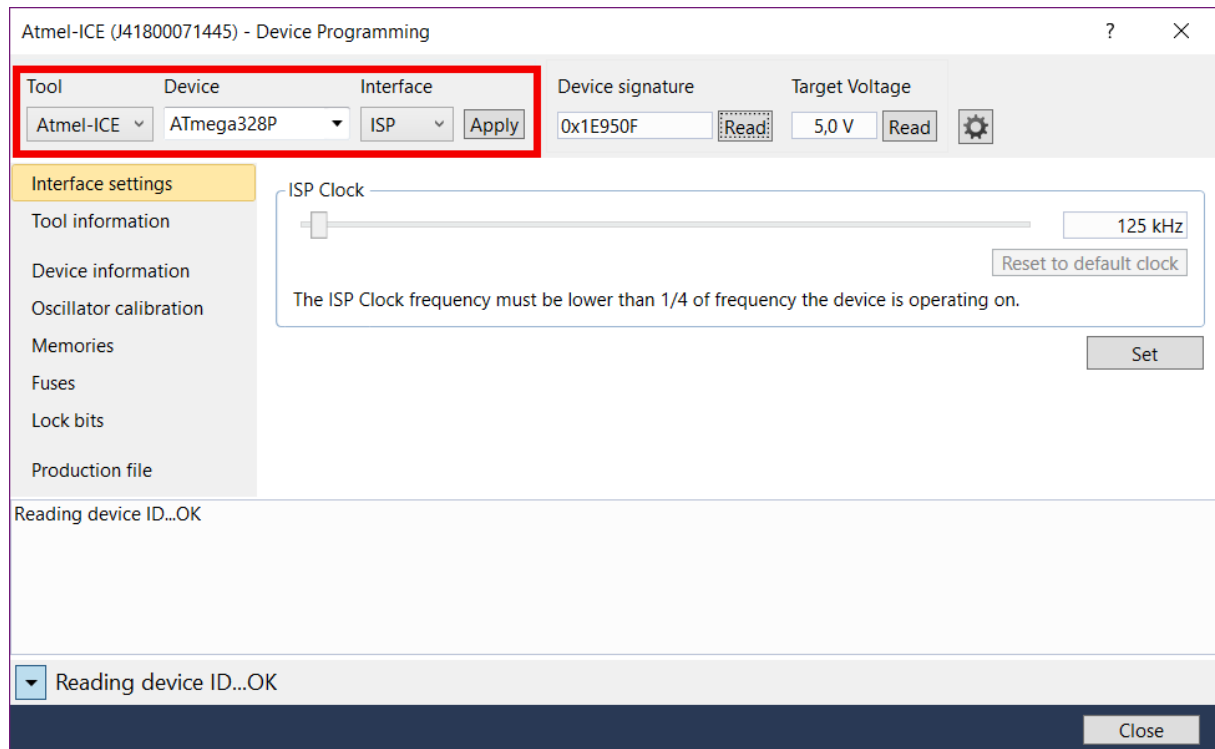 Atmel-ICE (J41800071445) - Device Programming ?
Tool Device Interface Device signature Target Voltage
Atmel-ICE ATmega328P ISP Apply 0x1E950F Read 5,0 V Read
Interface settings
Tool information
Device information
Oscillator calibration
Memories
Fuses
Lock bits
Production file
ISP Clock
125 kHz
Reset to default clock
The ISP Clock frequency must be lower than 1/4 of frequency the device is operating on.
Set
Reading device ID...OK
Reading device ID...OK
Close